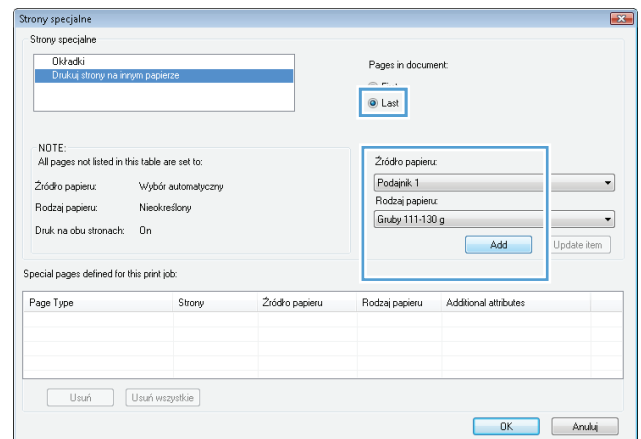 Strony specjalne
Strony specjalne
Okładki
Drukuj strony na innym papierze
Pages in document:
Last
NOTE:
All pages not listed in this table are set to:
Źródło papieru: Wybór automatyczny
Rodzaj papieru: Nieokreślony
Druk na obu stronach: On
Źródło papieru:
Podajnik 1
Rodzaj papieru:
Gruby 111-130 g
Add Update item
Special pages defined for this print job:
Page Type Strony Źródło papieru Rodzaj papieru Additional attributes
Usuń Usuń wszystkie
OK Anuluj